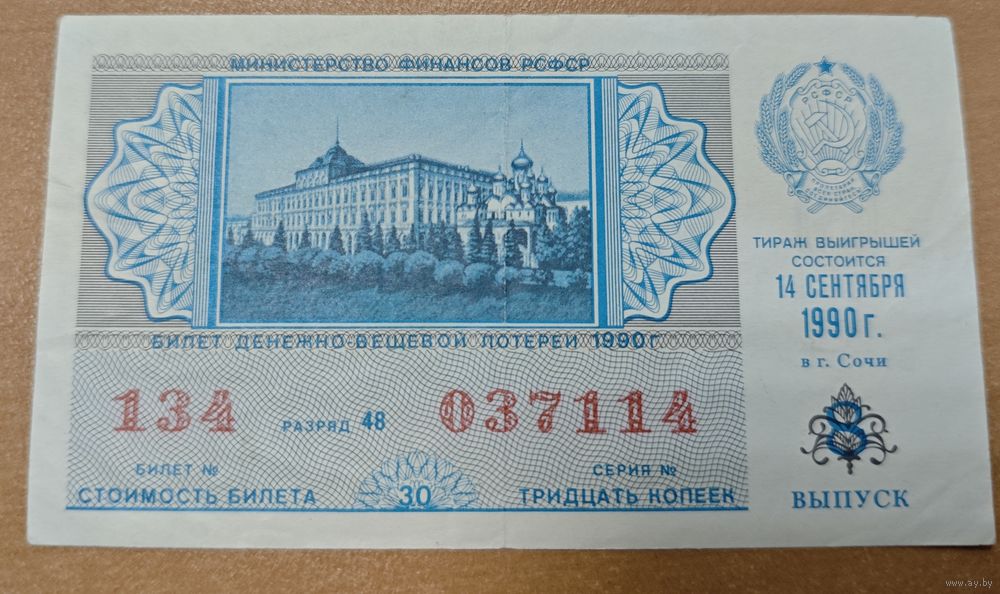 МИНИСТЕРСТВО ФИНАНСОВ РСФСР
РСФСР
ТИРАЖ ВЫИГРЫШЕЙ
СОСТОИТСЯ
14 СЕНТЯБРЯ
1990 г.
в г. Сочи
БИЛЕТ ДЕНЕЖНО-ВЕЩЕВОЙ ЛОТЕРЕИ 1990 г
134 РАЗРЯД 48 037114
БИЛЕТ № СЕРИЯ №
СТОИМОСТЬ БИЛЕТА 30 ТРИДЦАТЬ КОПЕЕК
8
ВЫПУСК
www.ay.by